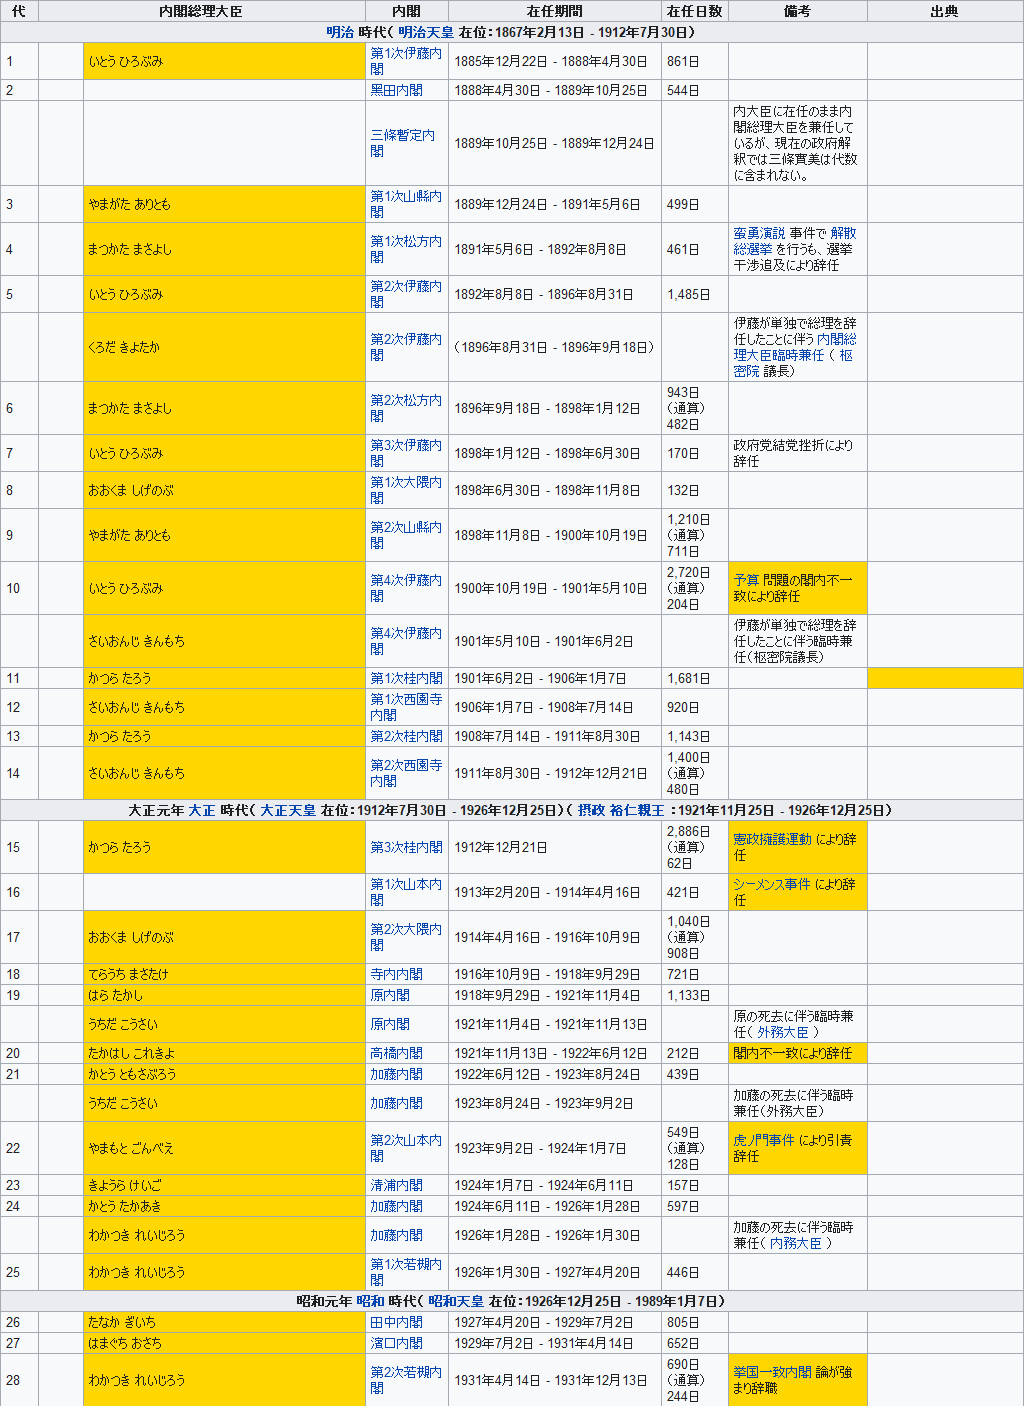 代 内閣総理大臣 内閣 在任期間 在任日数 備考 出典
明治 時代( 明治天皇 在位：1867年2月13日 - 1912年7月30日)
1 いとう ひろぶみ 第1次伊藤内閣 1885年12月22日 - 1888年4月30日 861日
2 黒田内閣 1888年4月30日 - 1889年10月25日 544日
三條暫定内閣 1889年10月25日 - 1889年12月24日 内大臣に在任のまま内閣総理大臣を兼任しているが、現在の政府解釈では三條實美は代数に含まれない。
3 やまがた ありとも 第1次山縣内閣 1889年12月24日 - 1891年5月6日 499日
4 まつかた まさよし 第1次松方内閣 1891年5月6日 - 1892年8月8日 461日 蛮勇演説 事件で 解散総選挙 を行うも、選挙干渉追及により辞任
5 いとう ひろぶみ 第2次伊藤内閣 1892年8月8日 - 1896年8月31日 1,485日
くろだ きよたか 第2次伊藤内閣 （1896年8月31日 - 1896年9月18日） 伊藤が単独で総理を辞任したことに伴う 内閣総理大臣臨時兼任 （ 枢密院 議長）
6 まつかた まさよし 第2次松方内閣 1896年9月18日 - 1898年1月12日 943日（通算）482日
7 いとう ひろぶみ 第3次伊藤内閣 1898年1月12日 - 1898年6月30日 170日 政府党結党挫折により辞任
8 おおくま しげのぶ 第1次大隈内閣 1898年6月30日 - 1898年11月8日 132日
9 やまがた ありとも 第2次山縣内閣 1898年11月8日 - 1900年10月19日 1,210日（通算）711日
10 いとう ひろぶみ 第4次伊藤内閣 1900年10月19日 - 1901年5月10日 2,720日（通算）204日 予算 問題の閣内不一致により辞任
さいおんじ きんもち 第4次伊藤内閣 1901年5月10日 - 1901年6月2日 伊藤が単独で総理を辞任したことに伴う臨時兼任（枢密院議長）
11 かつら たろう 第1次桂内閣 1901年6月2日 - 1906年1月7日 1,681日
12 さいおんじ きんもち 第1次西園寺内閣 1906年1月7日 - 1908年7月14日 920日
13 かつら たろう 第2次桂内閣 1908年7月14日 - 1911年8月30日 1,143日
14 さいおんじ きんもち 第2次西園寺内閣 1911年8月30日 - 1912年12月21日 1,400日（通算）480日
大正元年 大正 時代( 大正天皇 在位：1912年7月30日 - 1926年12月25日)( 摂政 裕仁親王 ：1921年11月25日 - 1926年12月25日)
15 かつら たろう 第3次桂内閣 1912年12月21日 2,886日（通算）62日 憲政擁護運動 により辞任
16 第1次山本内閣 1913年2月20日 - 1914年4月16日 421日 シーメンス事件 により辞任
17 おおくま しげのぶ 第2次大隈内閣 1914年4月16日 - 1916年10月9日 1,040日（通算）908日
18 てらうち まさたけ 寺内内閣 1916年10月9日 - 1918年9月29日 721日
19 はら たかし 原内閣 1918年9月29日 - 1921年11月4日 1,133日
うちだ こうさい 原内閣 1921年11月4日 - 1921年11月13日 原の死去に伴う臨時兼任（ 外務大臣 ）
20 たかはし これきよ 高橋内閣 1921年11月13日 - 1922年6月12日 212日 閣内不一致により辞任
21 かとう ともさぶろう 加藤内閣 1922年6月12日 - 1923年8月24日 439日
うちだ こうさい 加藤内閣 1923年8月24日 - 1923年9月2日 加藤の死去に伴う臨時兼任（外務大臣）
22 やまもと ごんべえ 第2次山本内閣 1923年9月2日 - 1924年1月7日 549日（通算）128日 虎ノ門事件 により引責辞任
23 きようら けいご 清浦内閣 1924年1月7日 - 1924年6月11日 157日
24 かとう たかあき 加藤内閣 1924年6月11日 - 1926年1月28日 597日
わかつき れいじろう 加藤内閣 1926年1月28日 - 1926年1月30日 加藤の死去に伴う臨時兼任（ 内務大臣 ）
25 わかつき れいじろう 第1次若槻内閣 1926年1月30日 - 1927年4月20日 446日
昭和元年 昭和 時代( 昭和天皇 在位：1926年12月25日 - 1989年1月7日)
26 たなか ぎいち 田中内閣 1927年4月20日 - 1929年7月2日 805日
27 はまぐち おさち 濱口内閣 1929年7月2日 - 1931年4月14日 652日
28 わかつき れいじろう 第2次若槻内閣 1931年4月14日 - 1931年12月13日 690日（通算）244日 挙国一致内閣 論が強まり辞職